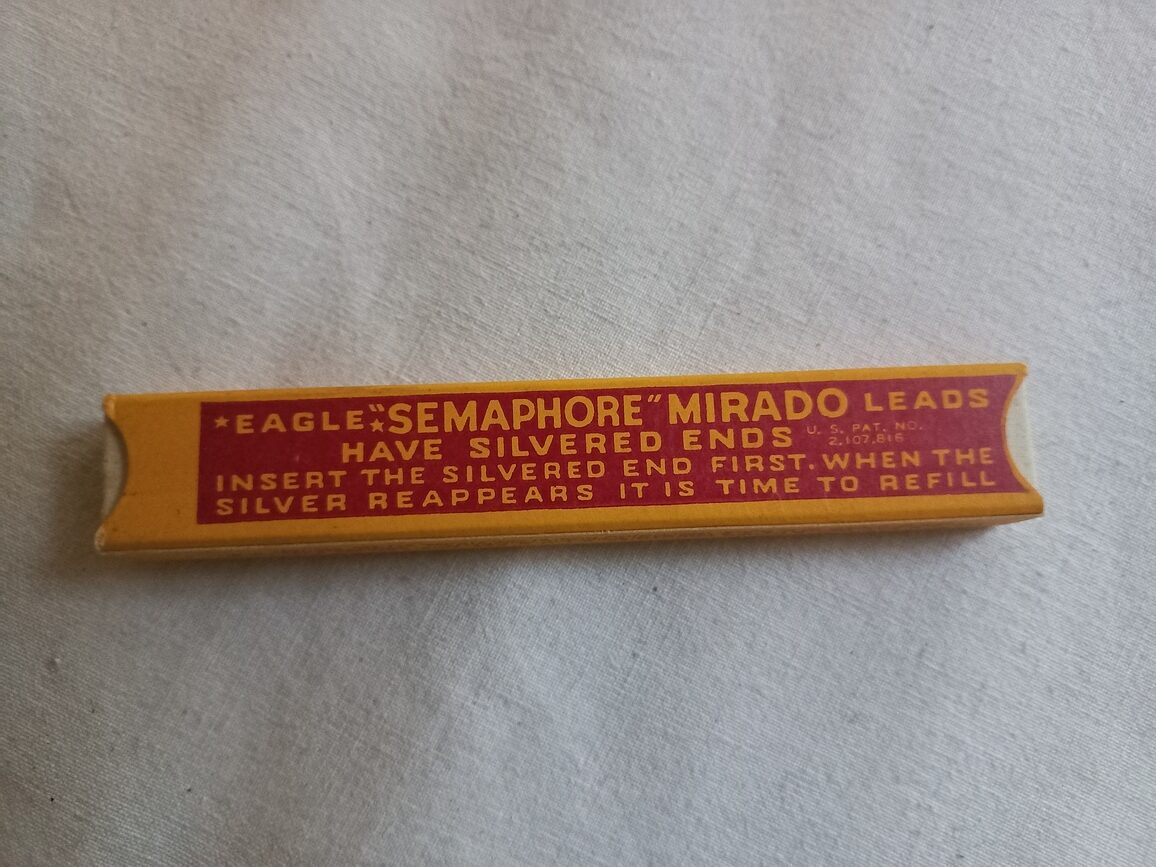 ★EAGLE ★"SEMAPHORE" MIRADO LEADS
HAVE SILVERED ENDS U. S. PAT. NO.
2,107,816
INSERT THE SILVERED END FIRST. WHEN THE
SILVER REAPPEARS IT IS TIME TO REFILL